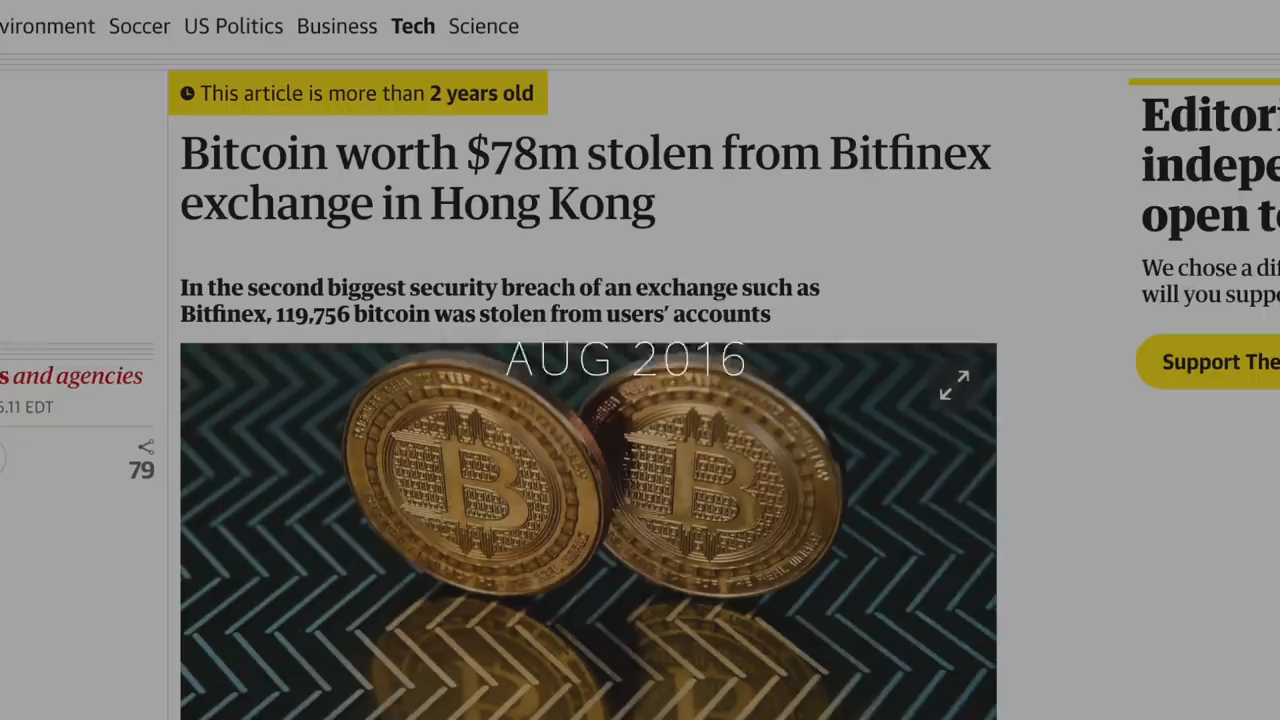 vironment Soccer US Politics Business Tech Science
This article is more than 2 years old
Bitcoin worth $78m stolen from Bitfinex
exchange in Hong Kong
In the second biggest security breach of an exchange such as
Bitfinex, 119,756 bitcoin was stolen from users’ accounts
AUG 2016
s and agencies
5.11 EDT
79
Editori
indepe
open to
We chose a dif
will you suppo
Support The